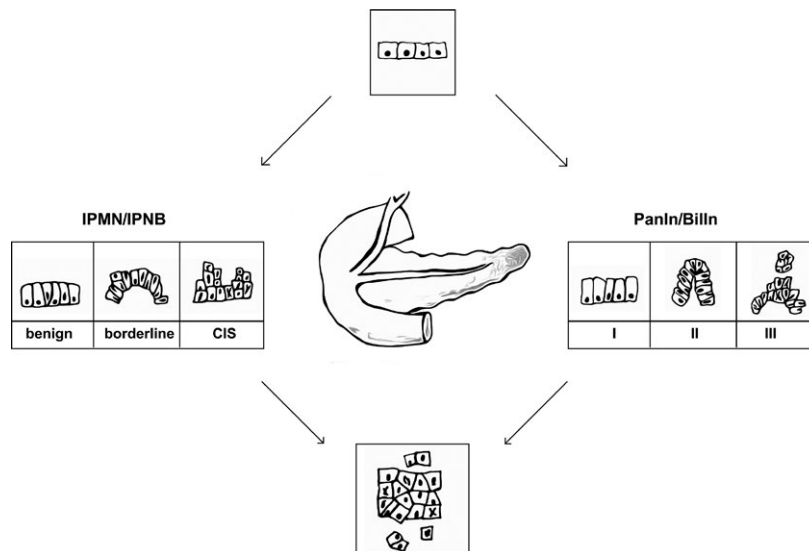 IPMN/IPNB
PanIn/BilIn
benign
borderline
CIS
I
II
III